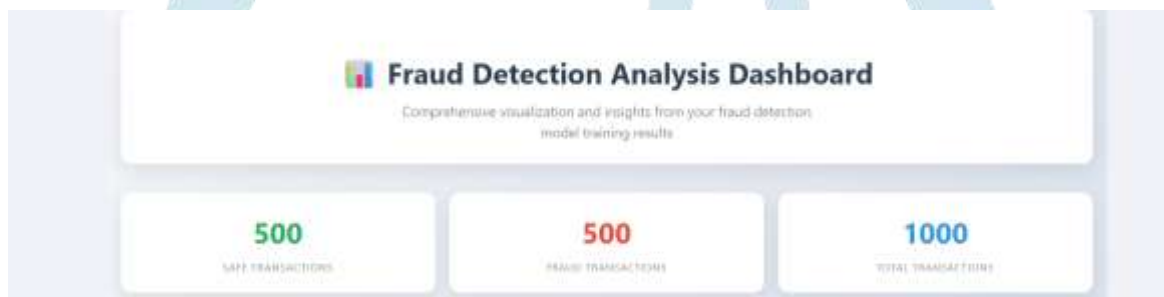 Fraud Detection Analysis Dashboard
Comprehensive visualization and insights from your fraud detection
model training results
500
500
1000
SAFE TRANSACTIONS
FRAUD TRANSACTIONS
TOTAL TRANSACTIONS